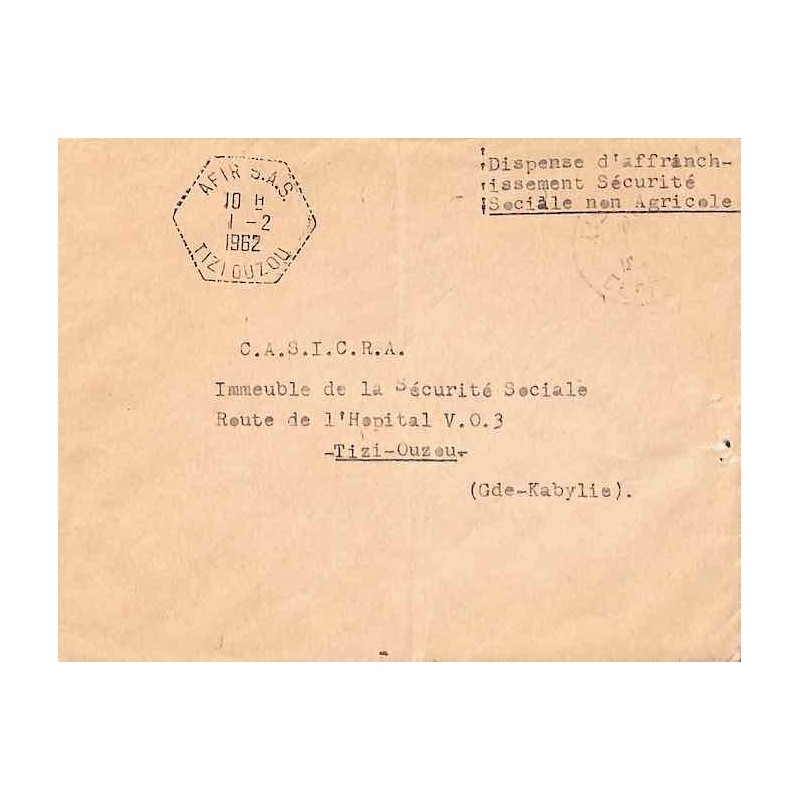 AFIR S.A.S.
10 H
1 -2
1962
TIZI OUZOU
Dispense d'affranch-
issement Sécurité
Sociale non Agricole
C.A.S.I.C.R.A.
Immeuble de la Sécurité Sociale
Route de l'Hopital V.O.3
-Tizi-Ouzou-
(Gde-Kabylie).